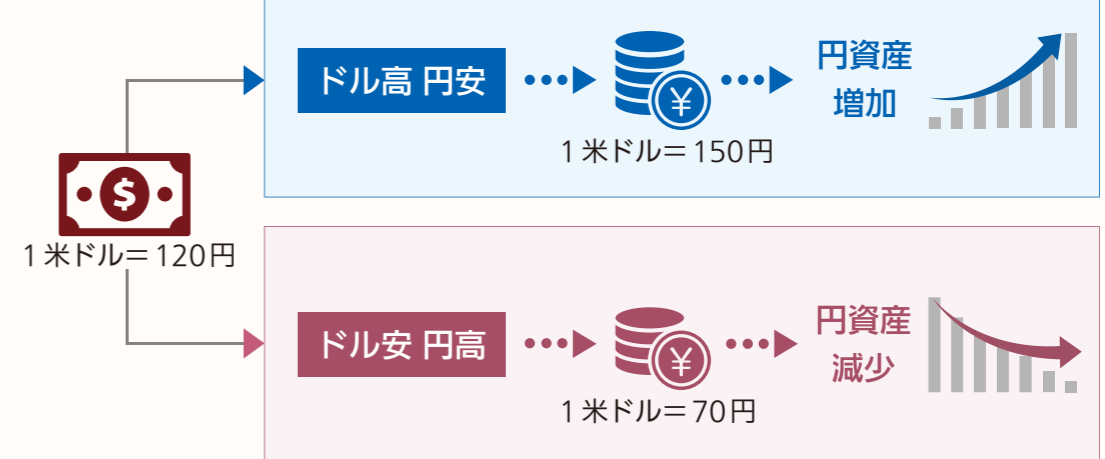 $
1米ドル＝120円
ドル高 円安
¥
1米ドル＝150円
円資産
増加
ドル安 円高
¥
1米ドル＝70円
円資産
減少